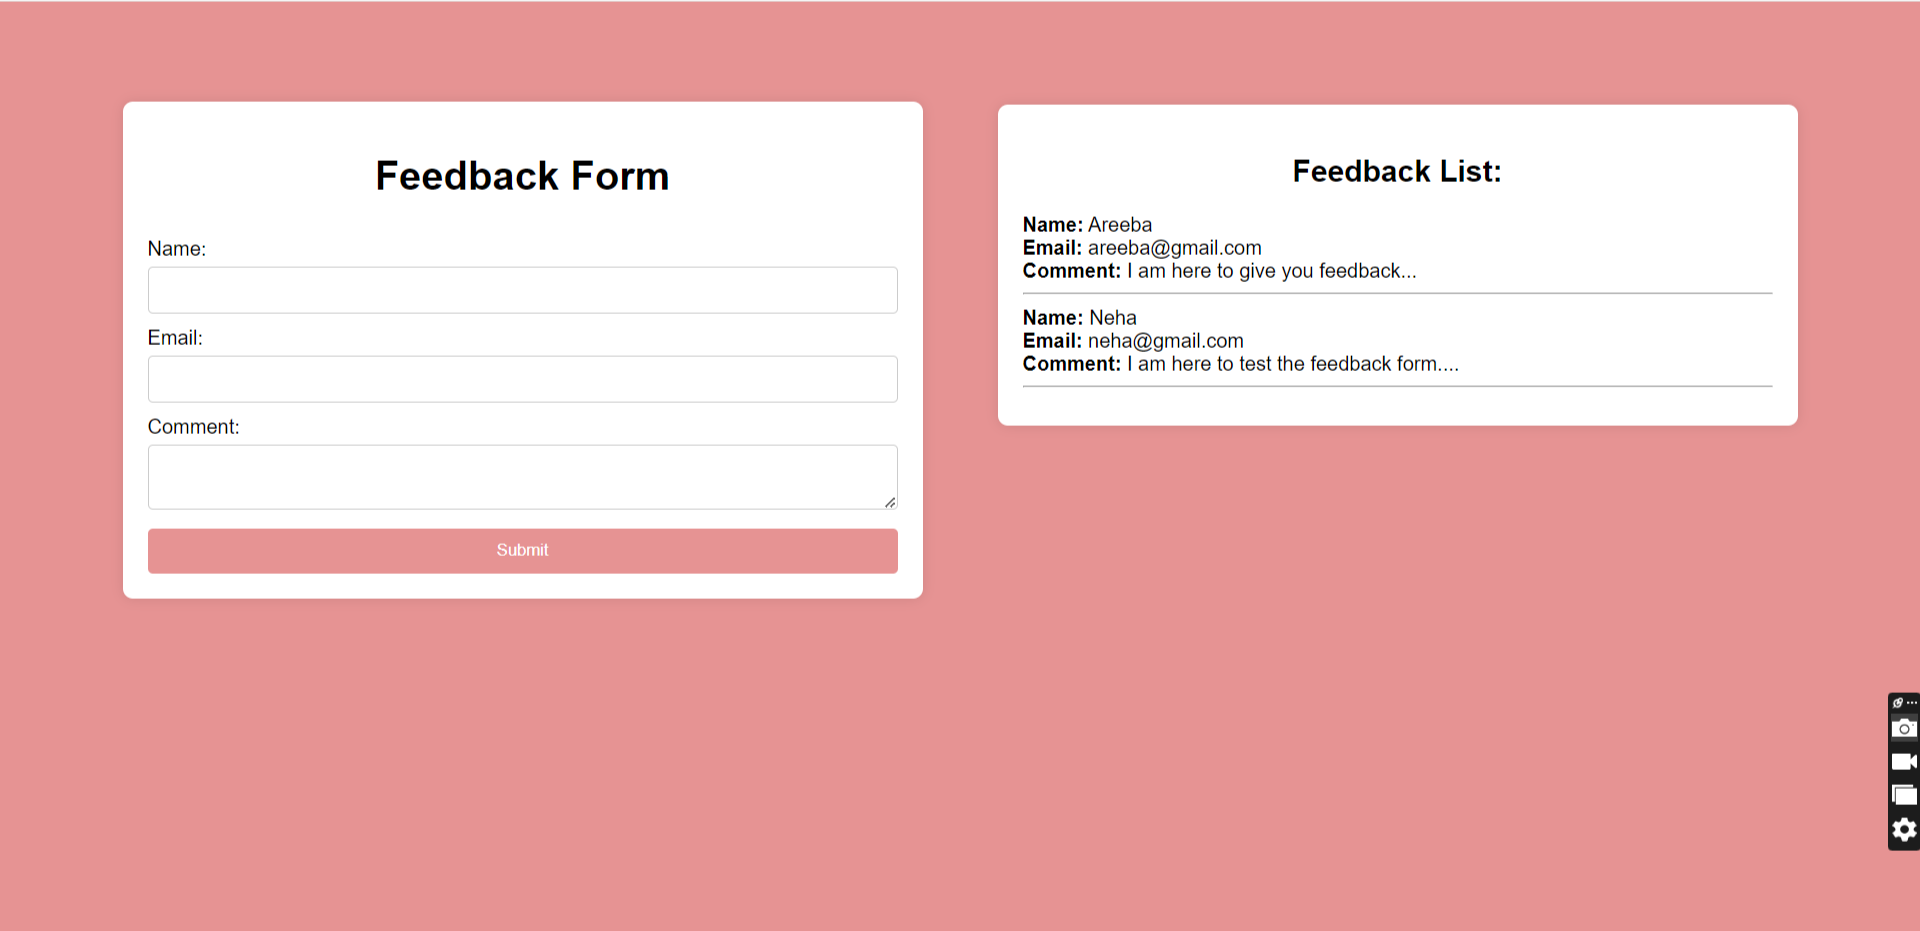 Feedback Form
Name:
Email:
Comment:
Submit
Feedback List:
Name: Areeba
Email: areeba@gmail.com
Comment: I am here to give you feedback...
Name: Neha
Email: neha@gmail.com
Comment: I am here to test the feedback form....